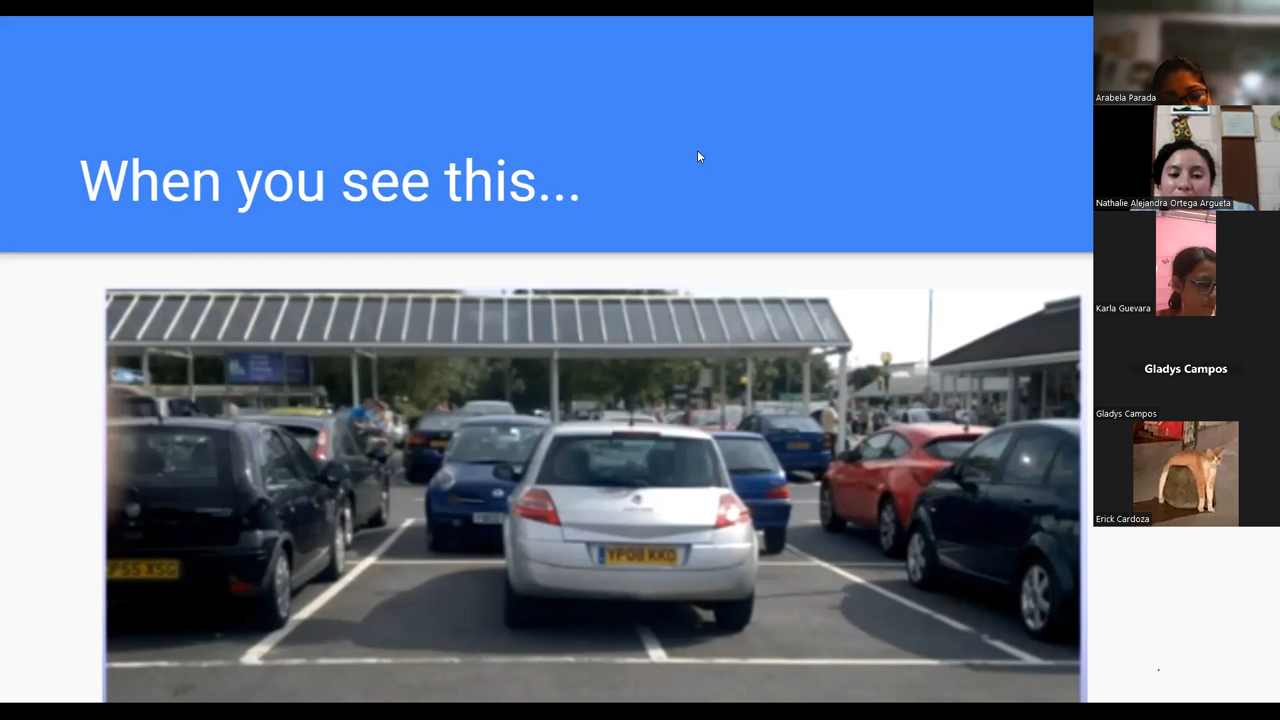 When you see this...
YP08 KKO
Arabela Parada
Nathalie Alejandra Ortega Argueta
Karla Guevara
Gladys Campos
Gladys Campos
Erick Cardoza